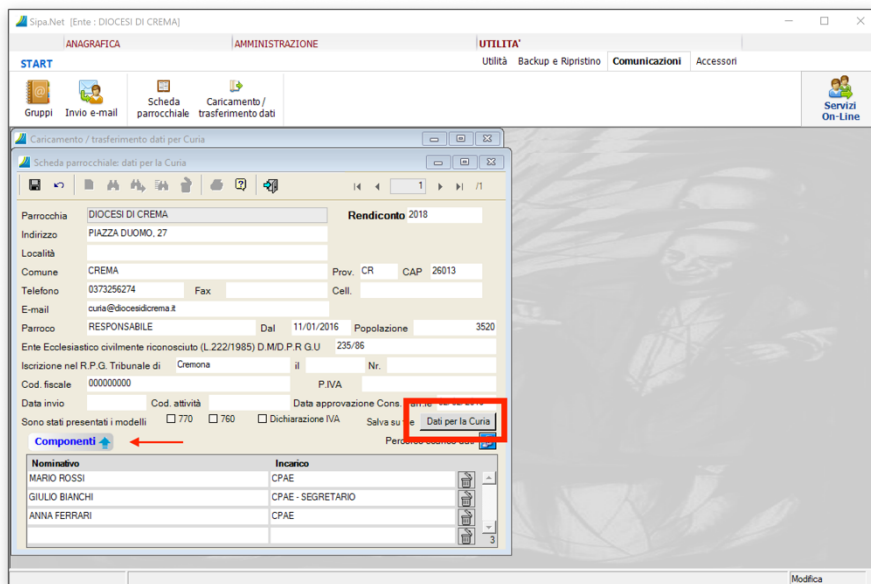 Sipa.Net [Ente : DIOCESI DI CREMA]
ANAGRAFICA AMMINISTRAZIONE UTILITA'
START Utilità Backup e Ripristino Comunicazioni Accessori
Gruppi Invio e-mail Scheda parrocchiale Caricamento / trasferimento dati Servizi On-Line
Caricamento / trasferimento dati per Curia
Scheda parrocchiale: dati per la Curia
1 /1
Parrocchia DIOCESI DI CREMA Rendiconto 2018
Indirizzo PIAZZA DUOMO, 27
Località
Comune CREMA Prov. CR CAP 26013
Telefono 0373256274 Fax Cell.
E-mail curia@diocesidicrema.it
Parroco RESPONSABILE Dal 11/01/2016 Popolazione 3520
Ente Ecclesiastico civilmente riconosciuto (L.222/1985) D.M/D.P.R G.U 235/86
Iscrizione nel R.P.G. Tribunale di Cremona il Nr.
Cod. fiscale 000000000 P.IVA
Data invio Cod. attività Data approvazione Cons.
Sono stati presentati i modelli 770 760 Dichiarazione IVA Salva su Dati per la Curia
Componenti
Nominativo Incarico
MARIO ROSSI CPAE
GIULIO BIANCHI CPAE - SEGRETARIO
ANNA FERRARI CPAE
3
Modifica